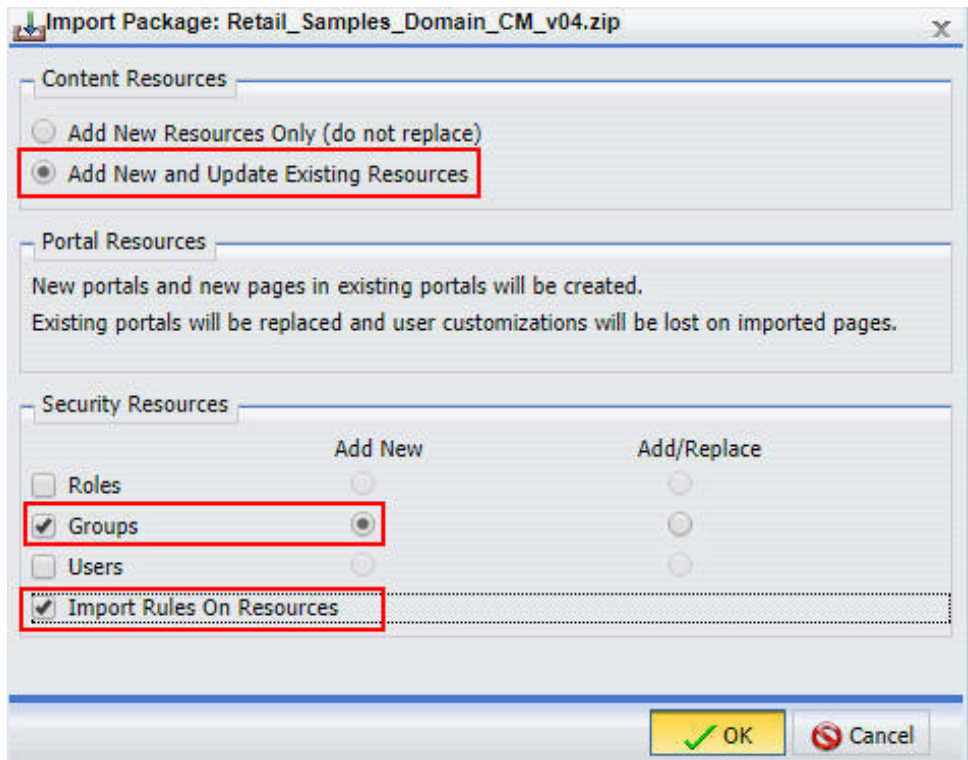 Import Package: Retail_Samples_Domain_CM_v04.zip
x
Content Resources
Add New Resources Only (do not replace)
Add New and Update Existing Resources
Portal Resources
New portals and new pages in existing portals will be created.
Existing portals will be replaced and user customizations will be lost on imported pages.
Security Resources
Add New Add/Replace
Roles
Groups
Users
Import Rules On Resources
OK Cancel